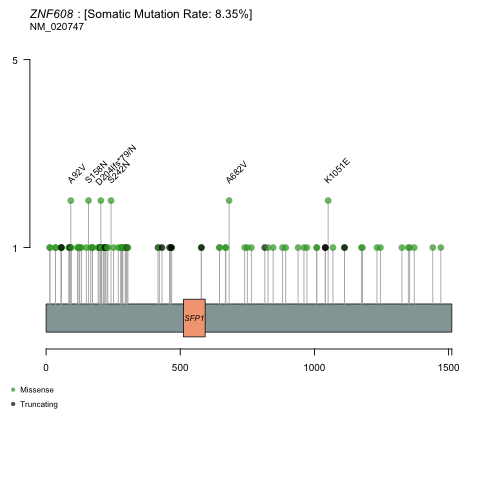 ZNF608 : [Somatic Mutation Rate: 8.35%]
NM_020747
5
A92V
S158N
D204Ifs*79/N
S242N
A682V
K1051E
1
SFP1
0 500 1000 1500
Missense
Truncating